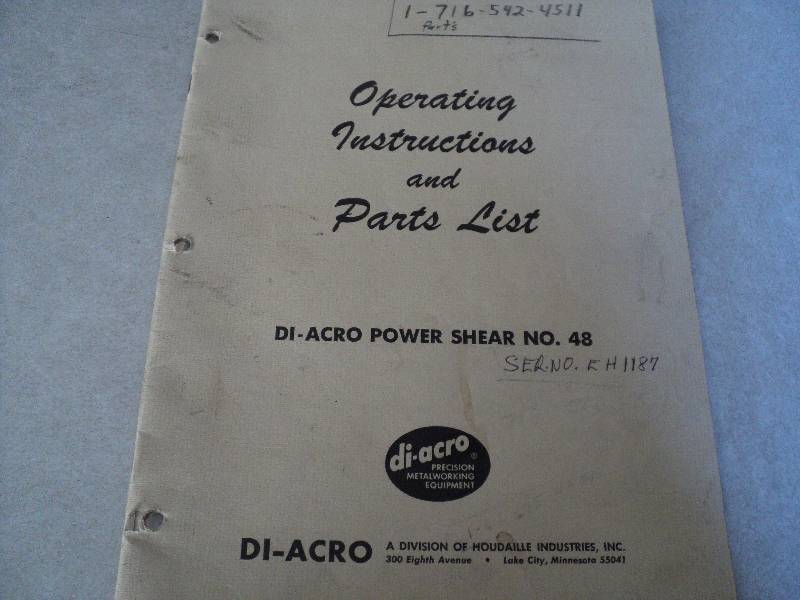 1-716-542-4511
Parts
Operating
Instructions
and
Parts List
DI-ACRO POWER SHEAR NO. 48
SER.NO. EH1187
di-acro ®
PRECISION
METALWORKING
EQUIPMENT
DI-ACRO A DIVISION OF HOUDAILLE INDUSTRIES, INC.
300 Eighth Avenue • Lake City, Minnesota 55041